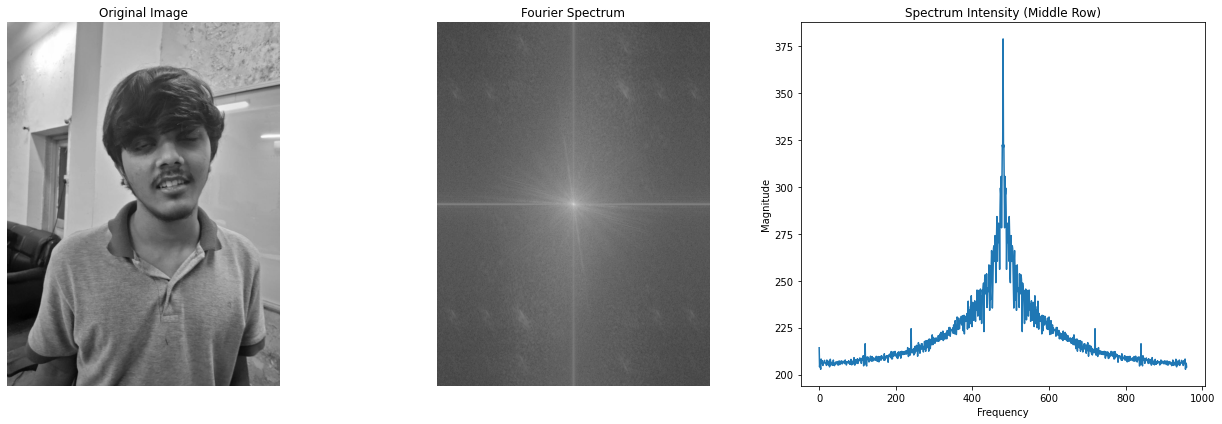 Original Image
Fourier Spectrum
Spectrum Intensity (Middle Row)
375
350
325
300
275
250
225
200
Magnitude
0 200 400 600 800 1000
Frequency